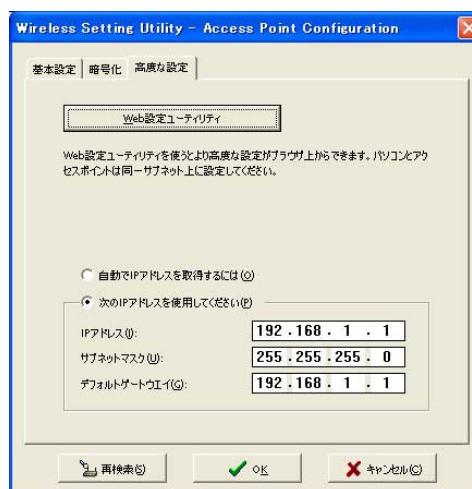 Wireless Setting Utility - Access Point Configuration
基本設定 暗号化 高度な設定
Web設定ユーティリティ
Web設定ユーティリティを使うとより高度な設定がブラウザ上からできます。パソコンとアク
セスポイントは同一サブネット上に設定してください。
自動でIPアドレスを取得するには(O)
次のIPアドレスを使用してください(P)
IPアドレス(I): 192 . 168 . 1 . 1
サブネットマスク(U): 255 . 255 . 255 . 0
デフォルトゲートウエイ(G): 192 . 168 . 1 . 1
再検索(S) OK キャンセル(C)